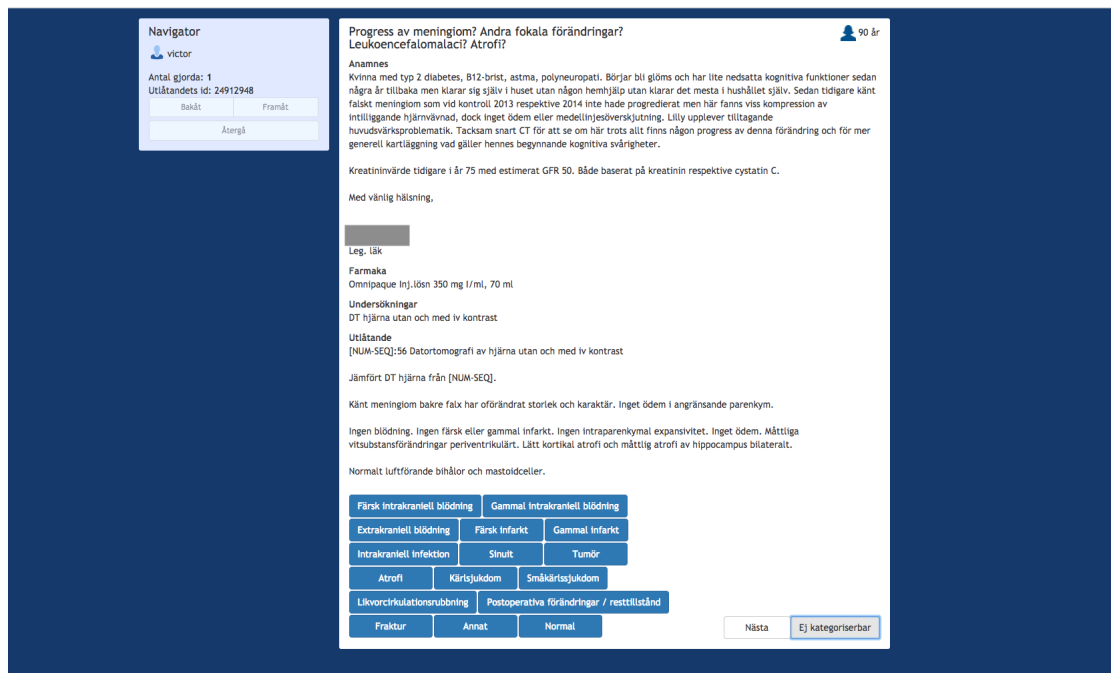 Navigator
victor
Antal gjorda: 1
Utlåtandets id: 24912948
Bakåt
Framåt
Återgå
Progress av meningiom? Andra fokala förändringar?
Leukoencefalomalaci? Atrofi?
90 år
Anamnes
Kvinna med typ 2 diabetes, B12-brist, astma, polyneuropati. Börjar bli glöms och har lite nedsatta kognitiva funktioner sedan
några år tillbaka men klarar sig själv i huset utan någon hemhjälp utan klarar det mesta i hushållet själv. Sedan tidigare känt
falskt meningiom som vid kontroll 2013 respektive 2014 inte hade progredierat men här fanns viss kompression av
intilliggande hjärnvävnad, dock inget ödem eller medellinjesöverskjutning. Lilly upplever tilltagande
huvudsvärksproblematik. Tacksam snart CT för att se om här trots allt finns någon progress av denna förändring och för mer
generell kartläggning vad gäller hennes begynnande kognitiva svårigheter.
Kreatininvärde tidigare i år 75 med estimerat GFR 50. Både baserat på kreatinin respektive cystatin C.
Med vänlig hälsning,
Leg. läk
Farmaka
Omnipaque Inj.lösn 350 mg I/ml, 70 ml
Undersökningar
DT hjärna utan och med iv kontrast
Utlåtande
[NUM-SEQ]:56 Datortomografi av hjärna utan och med iv kontrast
Jämfört DT hjärna från [NUM-SEQ].
Känt meningiom bakre falx har oförändrat storlek och karaktär. Inget ödem i angränsande parenkym.
Ingen blödning. Ingen färsk eller gammal infarkt. Ingen intraparenkymal expansivitet. Inget ödem. Måttliga
vitsubstansförändringar periventrikulärt. Lätt kortikal atrofi och måttlig atrofi av hippocampus bilateralt.
Normalt luftförande bihålor och mastoidceller.
Färsk intrakraniell blödning
Gammal intrakraniell blödning
Extrakraniell blödning
Färsk infarkt
Gammal infarkt
Intrakraniell infektion
Sinuit
Tumör
Atrofi
Kärlsjukdom
Småkärlssjukdom
Likvorcirkulationsrubbning
Postoperativa förändringar / resttillstånd
Fraktur
Annat
Normal
Nästa
Ej kategoriserbar